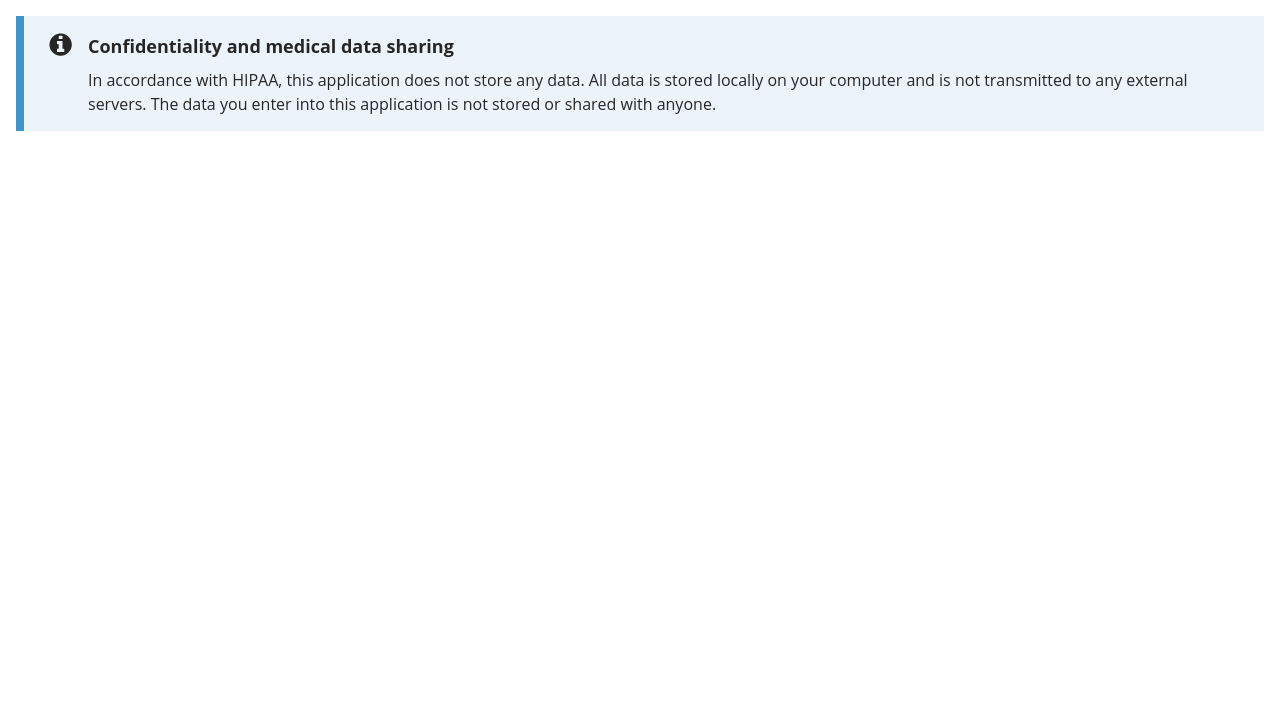 Confidentiality and medical data sharing
In accordance with HIPAA, this application does not store any data. All data is stored locally on your computer and is not transmitted to any external
servers. The data you enter into this application is not stored or shared with anyone.